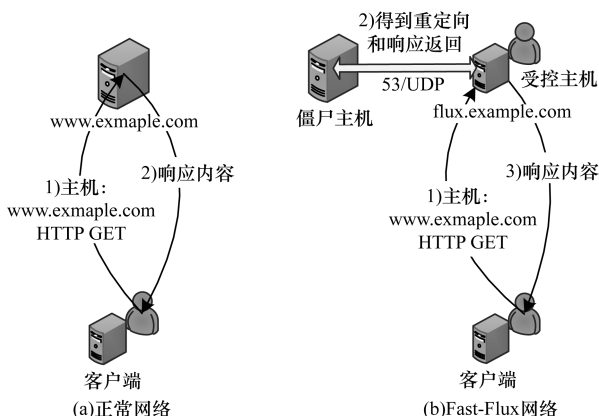 www.exmaple.com
1)主机：
www.exmaple.com
HTTP GET
2)响应内容
客户端
(a)正常网络
2)得到重定向
和响应返回
53/UDP
僵尸主机
受控主机
flux.example.com
1)主机：
www.exmaple.com
HTTP GET
3)响应内容
客户端
(b)Fast-Flux网络